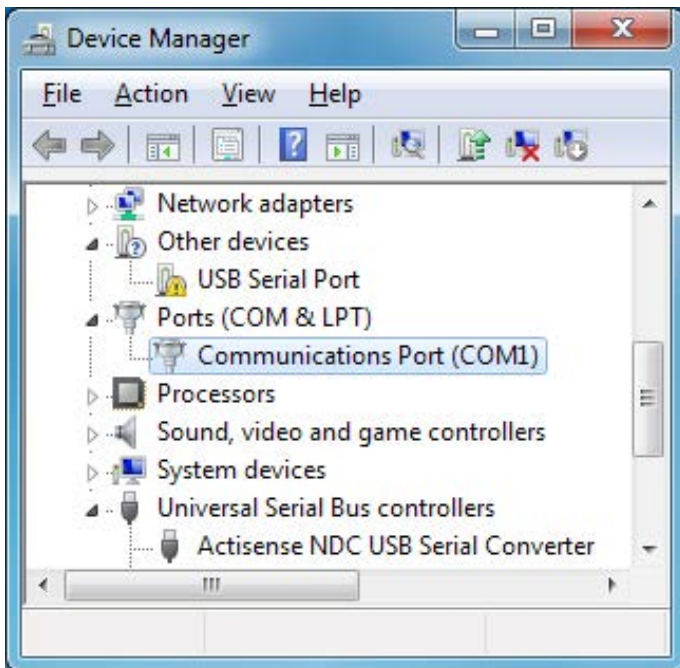 Device Manager
File Action View Help
Network adapters
Other devices
USB Serial Port
Ports (COM & LPT)
Communications Port (COM1)
Processors
Sound, video and game controllers
System devices
Universal Serial Bus controllers
Actisense NDC USB Serial Converter